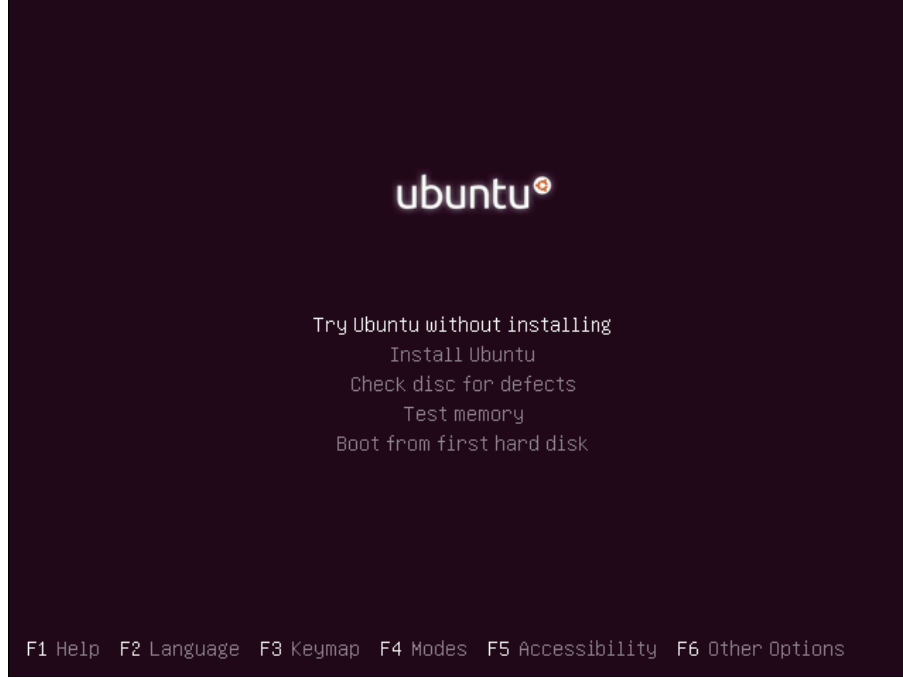 ubuntu
Try Ubuntu without installing
Install Ubuntu
Check disc for defects
Test memory
Boot from first hard disk
F1 Help F2 Language F3 Keymap F4 Modes F5 Accessibility F6 Other Options